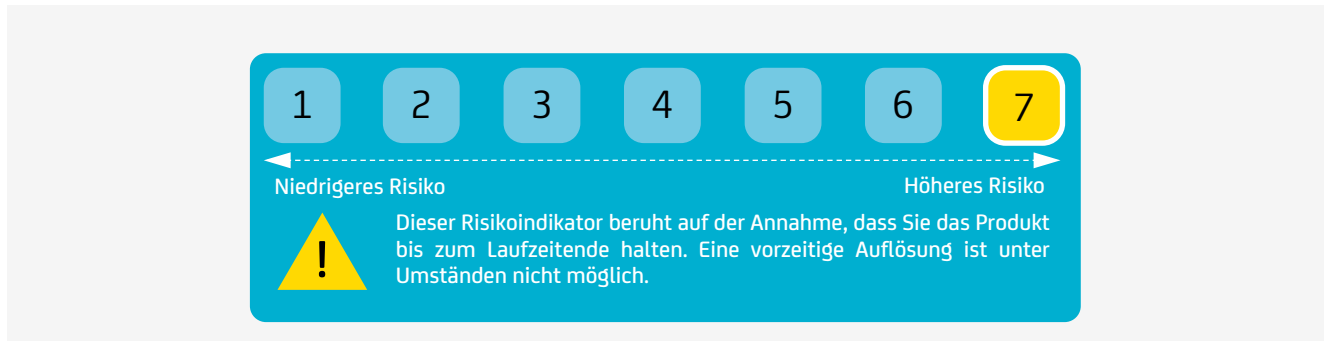 1 2 3 4 5 6 7
Niedrigeres Risiko Höheres Risiko
Dieser Risikoindikator beruht auf der Annahme, dass Sie das Produkt
! bis zum Laufzeitende halten. Eine vorzeitige Auflösung ist unter
Umständen nicht möglich.